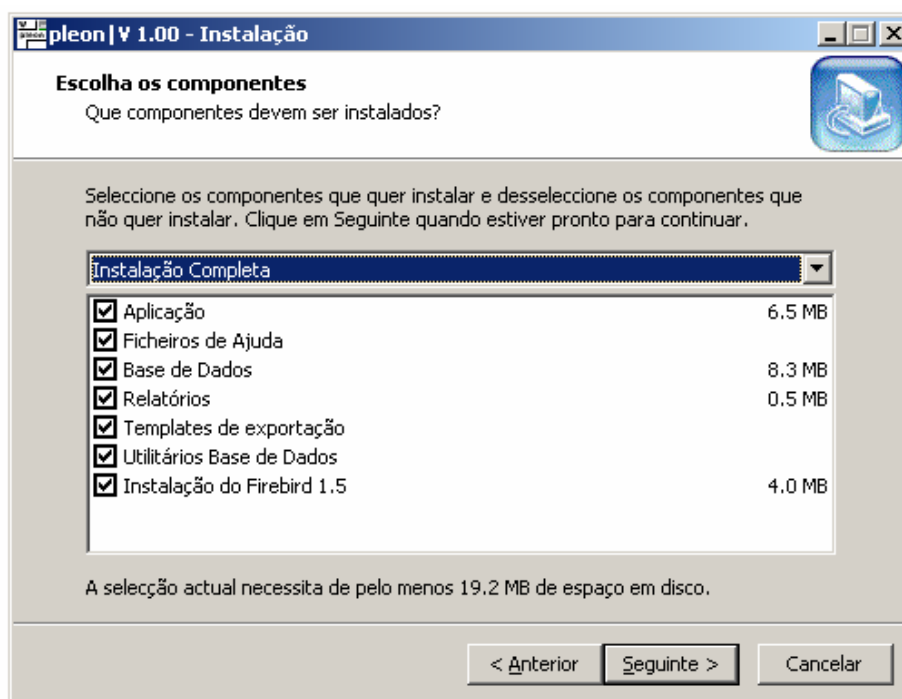 pleon|V 1.00 - Instalação
Escolha os componentes
Que componentes devem ser instalados?
Seleccione os componentes que quer instalar e desseleccione os componentes que
não quer instalar. Clique em Seguinte quando estiver pronto para continuar.
Instalação Completa
Aplicação 6.5 MB
Ficheiros de Ajuda
Base de Dados 8.3 MB
Relatórios 0.5 MB
Templates de exportação
Utilitários Base de Dados
Instalação do Firebird 1.5 4.0 MB
A selecção actual necessita de pelo menos 19.2 MB de espaço em disco.
< Anterior Seguinte > Cancelar